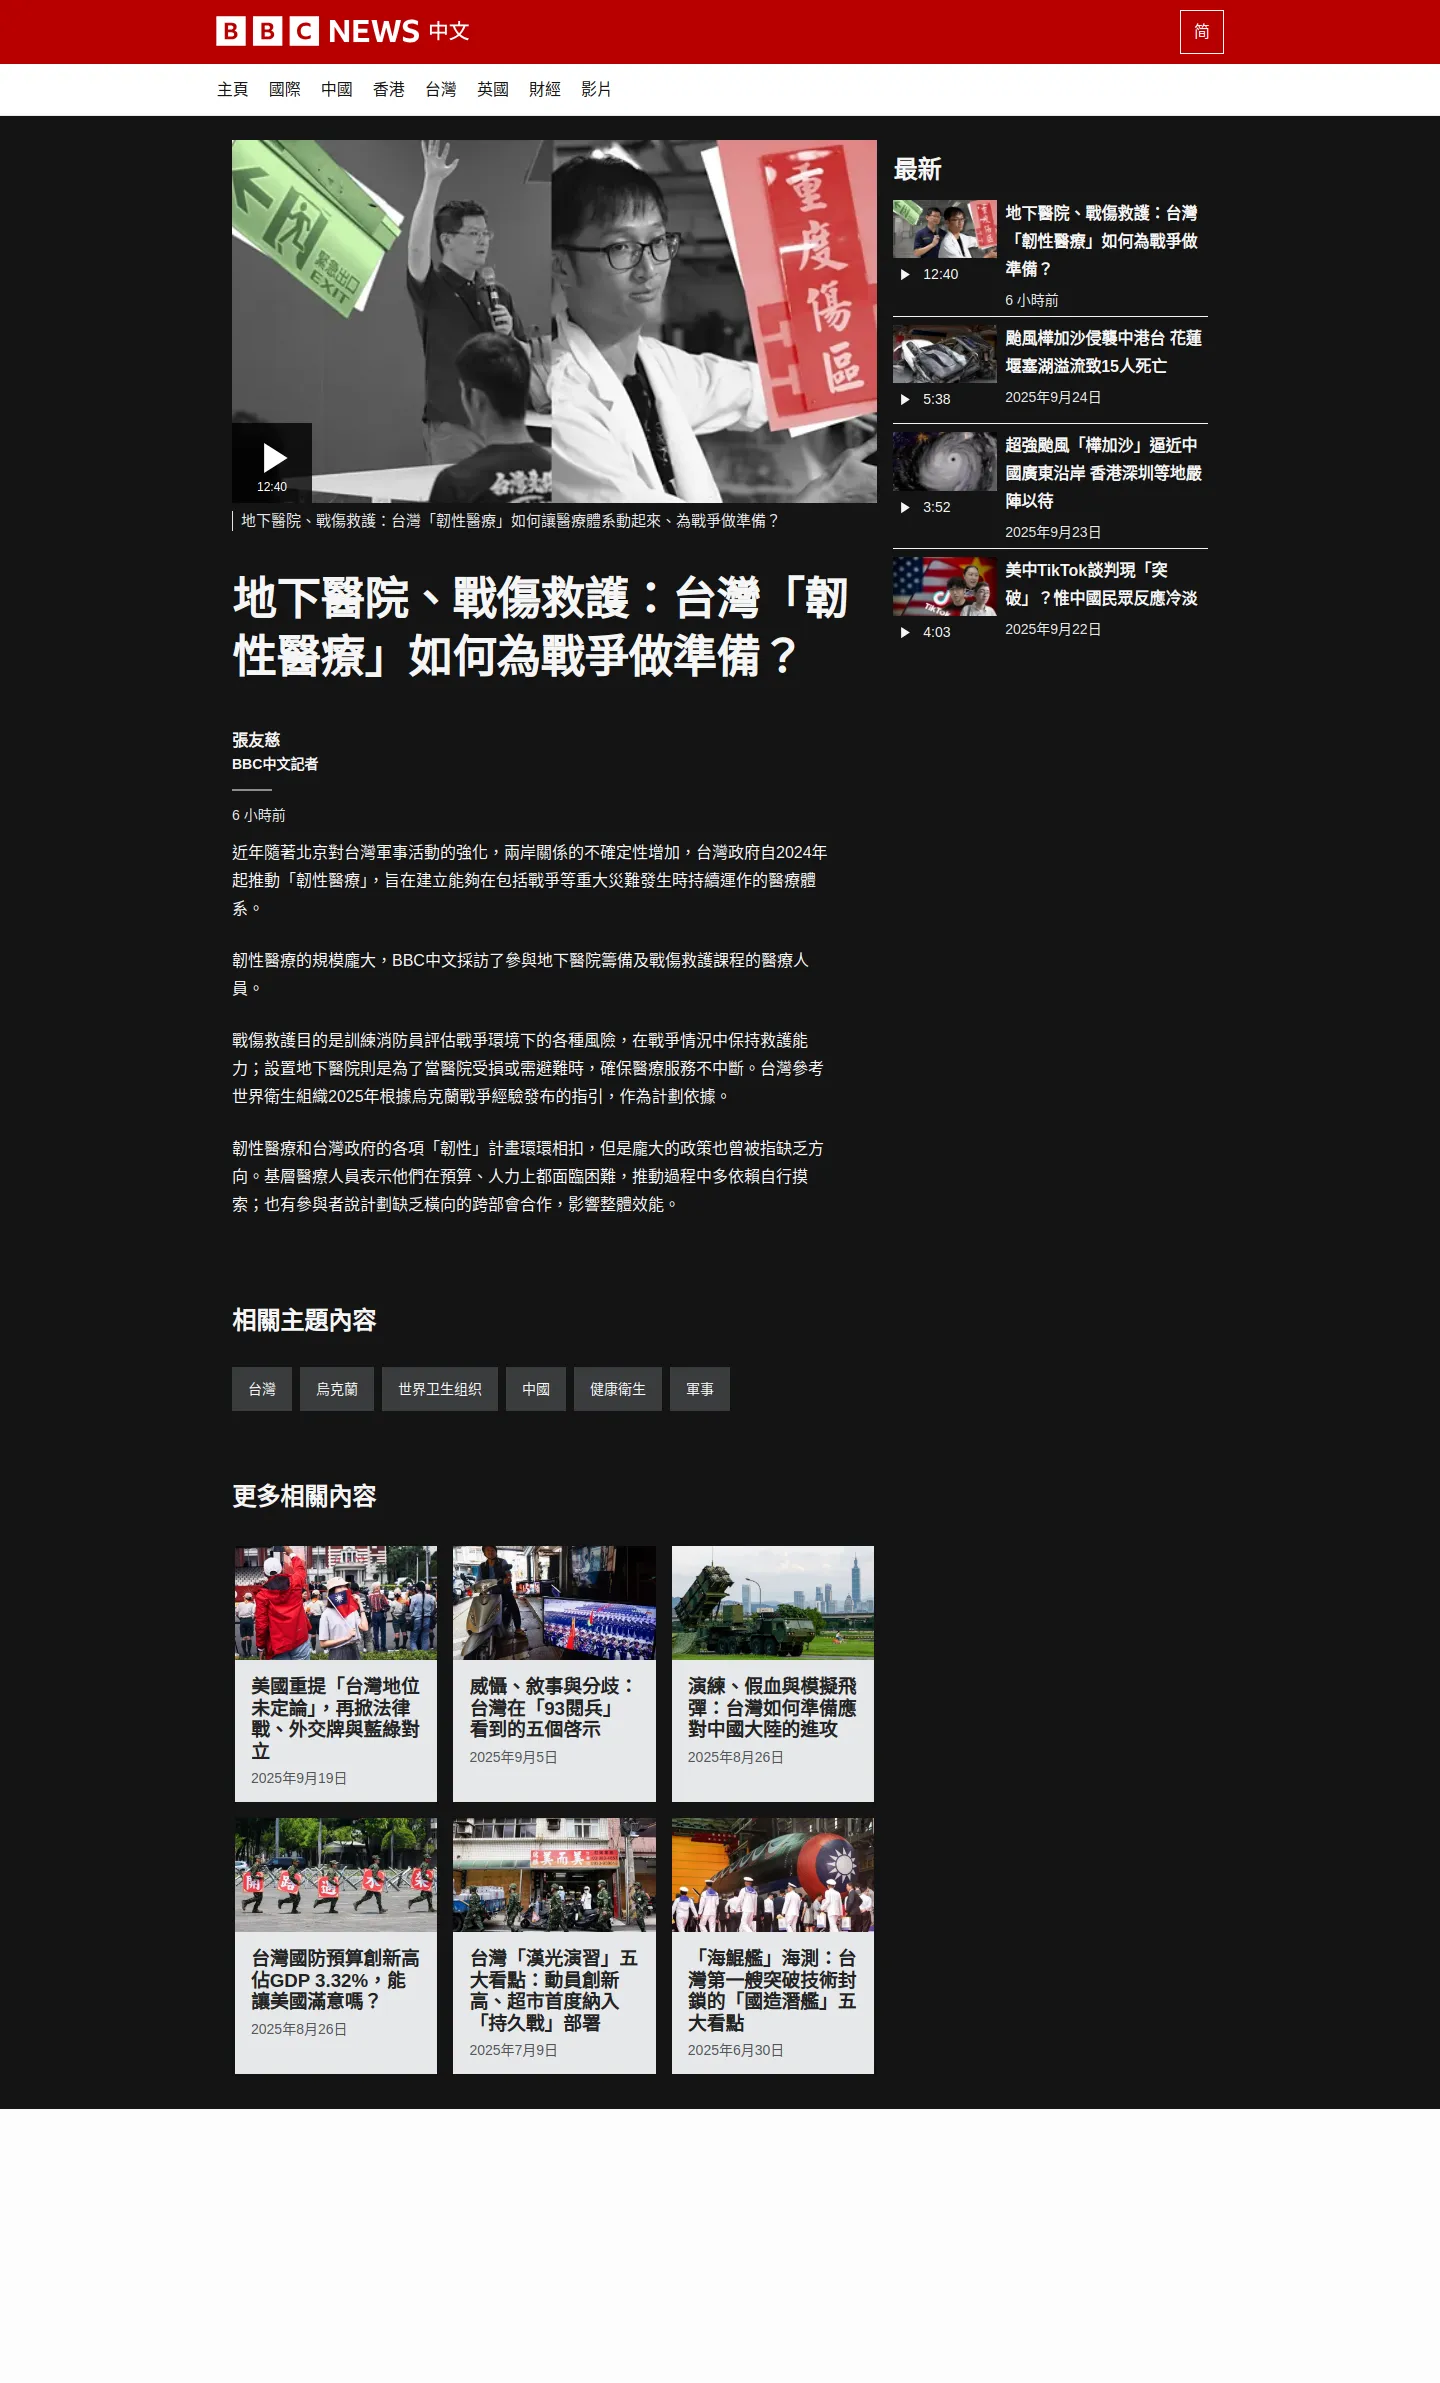 BBC NEWS 中文
简
主頁 國際 中國 香港 台灣 英國 財經 影片
緊急出口
EXIT
重度傷區
12:40
地下醫院、戰傷救護：台灣「韌性醫療」如何讓醫療體系動起來、為戰爭做準備？
地下醫院、戰傷救護：台灣「韌
性醫療」如何為戰爭做準備？
張友慈
BBC中文記者
6 小時前
近年隨著北京對台灣軍事活動的強化，兩岸關係的不確定性增加，台灣政府自2024年
起推動「韌性醫療」，旨在建立能夠在包括戰爭等重大災難發生時持續運作的醫療體
系。
韌性醫療的規模龐大，BBC中文採訪了參與地下醫院籌備及戰傷救護課程的醫療人
員。
戰傷救護目的是訓練消防員評估戰爭環境下的各種風險，在戰爭情況中保持救護能
力；設置地下醫院則是為了當醫院受損或需避難時，確保醫療服務不中斷。台灣參考
世界衛生組織2025年根據烏克蘭戰爭經驗發布的指引，作為計劃依據。
韌性醫療和台灣政府的各項「韌性」計畫環環相扣，但是龐大的政策也曾被指缺乏方
向。基層醫療人員表示他們在預算、人力上都面臨困難，推動過程中多依賴自行摸
索；也有參與者說計劃缺乏橫向的跨部會合作，影響整體效能。
最新
地下醫院、戰傷救護：台灣
「韌性醫療」如何為戰爭做
準備？
12:40
6 小時前
颱風樺加沙侵襲中港台 花蓮
堰塞湖溢流致15人死亡
5:38
2025年9月24日
超強颱風「樺加沙」逼近中
國廣東沿岸 香港深圳等地嚴
陣以待
3:52
2025年9月23日
美中TikTok談判現「突
破」？惟中國民眾反應冷淡
TikTok
4:03
2025年9月22日
相關主題內容
台灣 烏克蘭 世界卫生组织 中國 健康衛生 軍事
更多相關內容
美國重提「台灣地位
未定論」，再掀法律
戰、外交牌與藍綠對
立
2025年9月19日
威懾、敘事與分歧：
台灣在「93閱兵」
看到的五個啓示
2025年9月5日
演練、假血與模擬飛
彈：台灣如何準備應
對中國大陸的進攻
2025年8月26日
台灣國防預算創新高
佔GDP 3.32%，能
讓美國滿意嗎？
2025年8月26日
台灣「漢光演習」五
大看點：動員創新
高、超市首度納入
「持久戰」部署
2025年7月9日
「海鯤艦」海測：台
灣第一艘突破技術封
鎖的「國造潛艦」五
大看點
2025年6月30日